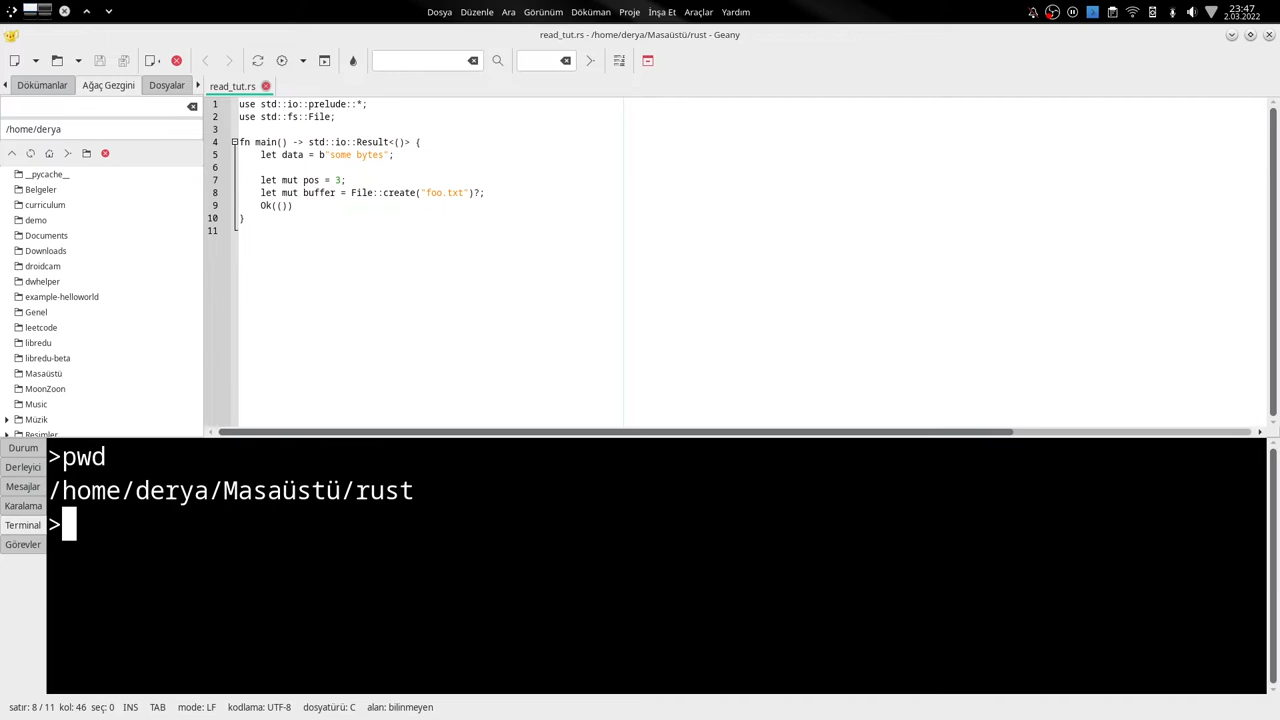 Dosya Düzenle Ara Görünüm Döküman Proje İnşa Et Araçlar Yardım
23:47
2.03.2022
read_tut.rs - /home/derya/Masaüstü/rust - Geany
Dökümanlar Ağaç Gezgini Dosyalar
read_tut.rs
/home/derya
__pycache__
Belgeler
curriculum
demo
Documents
Downloads
droidcam
dwhelper
example-helloworld
Genel
leetcode
libredu
libredu-beta
Masaüstü
MoonZoon
Music
Müzik
Resimler
1 use std::io::prelude::*;
2 use std::fs::File;
3
4 fn main() -> std::io::Result<()> {
5 let data = b"some bytes";
6
7 let mut pos = 3;
8 let mut buffer = File::create("foo.txt")?;
9 Ok(())
10 }
11
Durum
Derleyici
Mesajlar
Karalama
Terminal
Görevler
>pwd
/home/derya/Masaüstü/rust
>
satır: 8 / 11 kol: 46 seç: 0 INS TAB mode: LF kodlama: UTF-8 dosyatürü: C alan: bilinmeyen